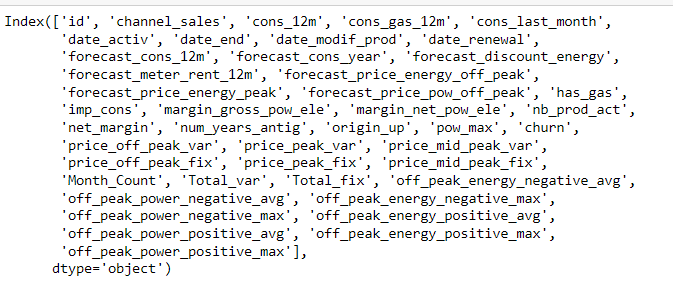 Index(['id', 'channel_sales', 'cons_12m', 'cons_gas_12m', 'cons_last_month',
'date_activ', 'date_end', 'date_modif_prod', 'date_renewal',
'forecast_cons_12m', 'forecast_cons_year', 'forecast_discount_energy',
'forecast_meter_rent_12m', 'forecast_price_energy_off_peak',
'forecast_price_energy_peak', 'forecast_price_pow_off_peak', 'has_gas',
'imp_cons', 'margin_gross_pow_ele', 'margin_net_pow_ele', 'nb_prod_act',
'net_margin', 'num_years_antig', 'origin_up', 'pow_max', 'churn',
'price_off_peak_var', 'price_peak_var', 'price_mid_peak_var',
'price_off_peak_fix', 'price_peak_fix', 'price_mid_peak_fix',
'Month_Count', 'Total_var', 'Total_fix', 'off_peak_energy_negative_avg',
'off_peak_power_negative_avg', 'off_peak_energy_negative_max',
'off_peak_power_negative_max', 'off_peak_energy_positive_avg',
'off_peak_power_positive_avg', 'off_peak_energy_positive_max',
'off_peak_power_positive_max'],
dtype='object')